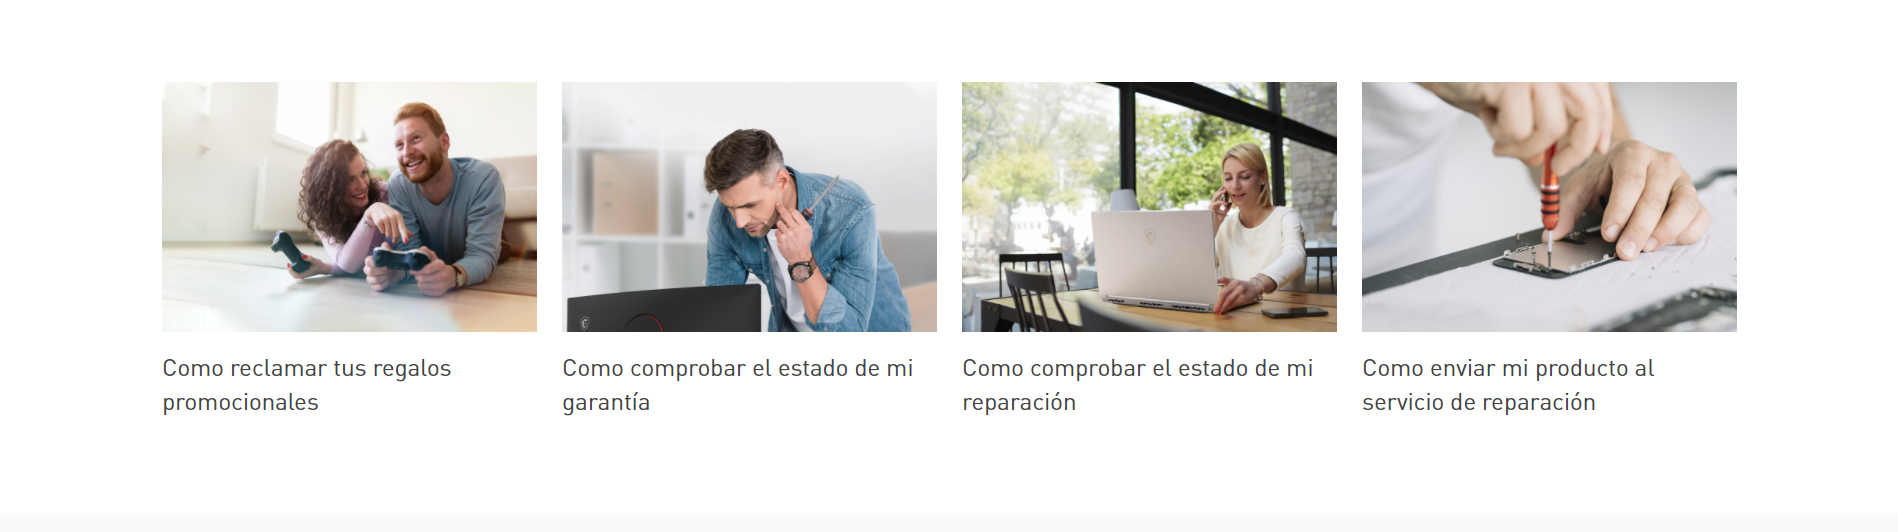 Como reclamar tus regalos
promocionales
Como comprobar el estado de mi
garantía
Como comprobar el estado de mi
reparación
Como enviar mi producto al
servicio de reparación